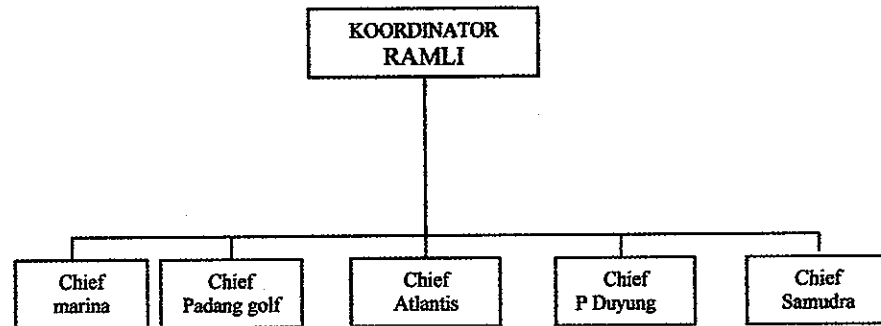 KOORDINATOR
RAMLI
Chief
marina
Chief
Padang golf
Chief
Atlantis
Chief
P Duyung
Chief
Samudra